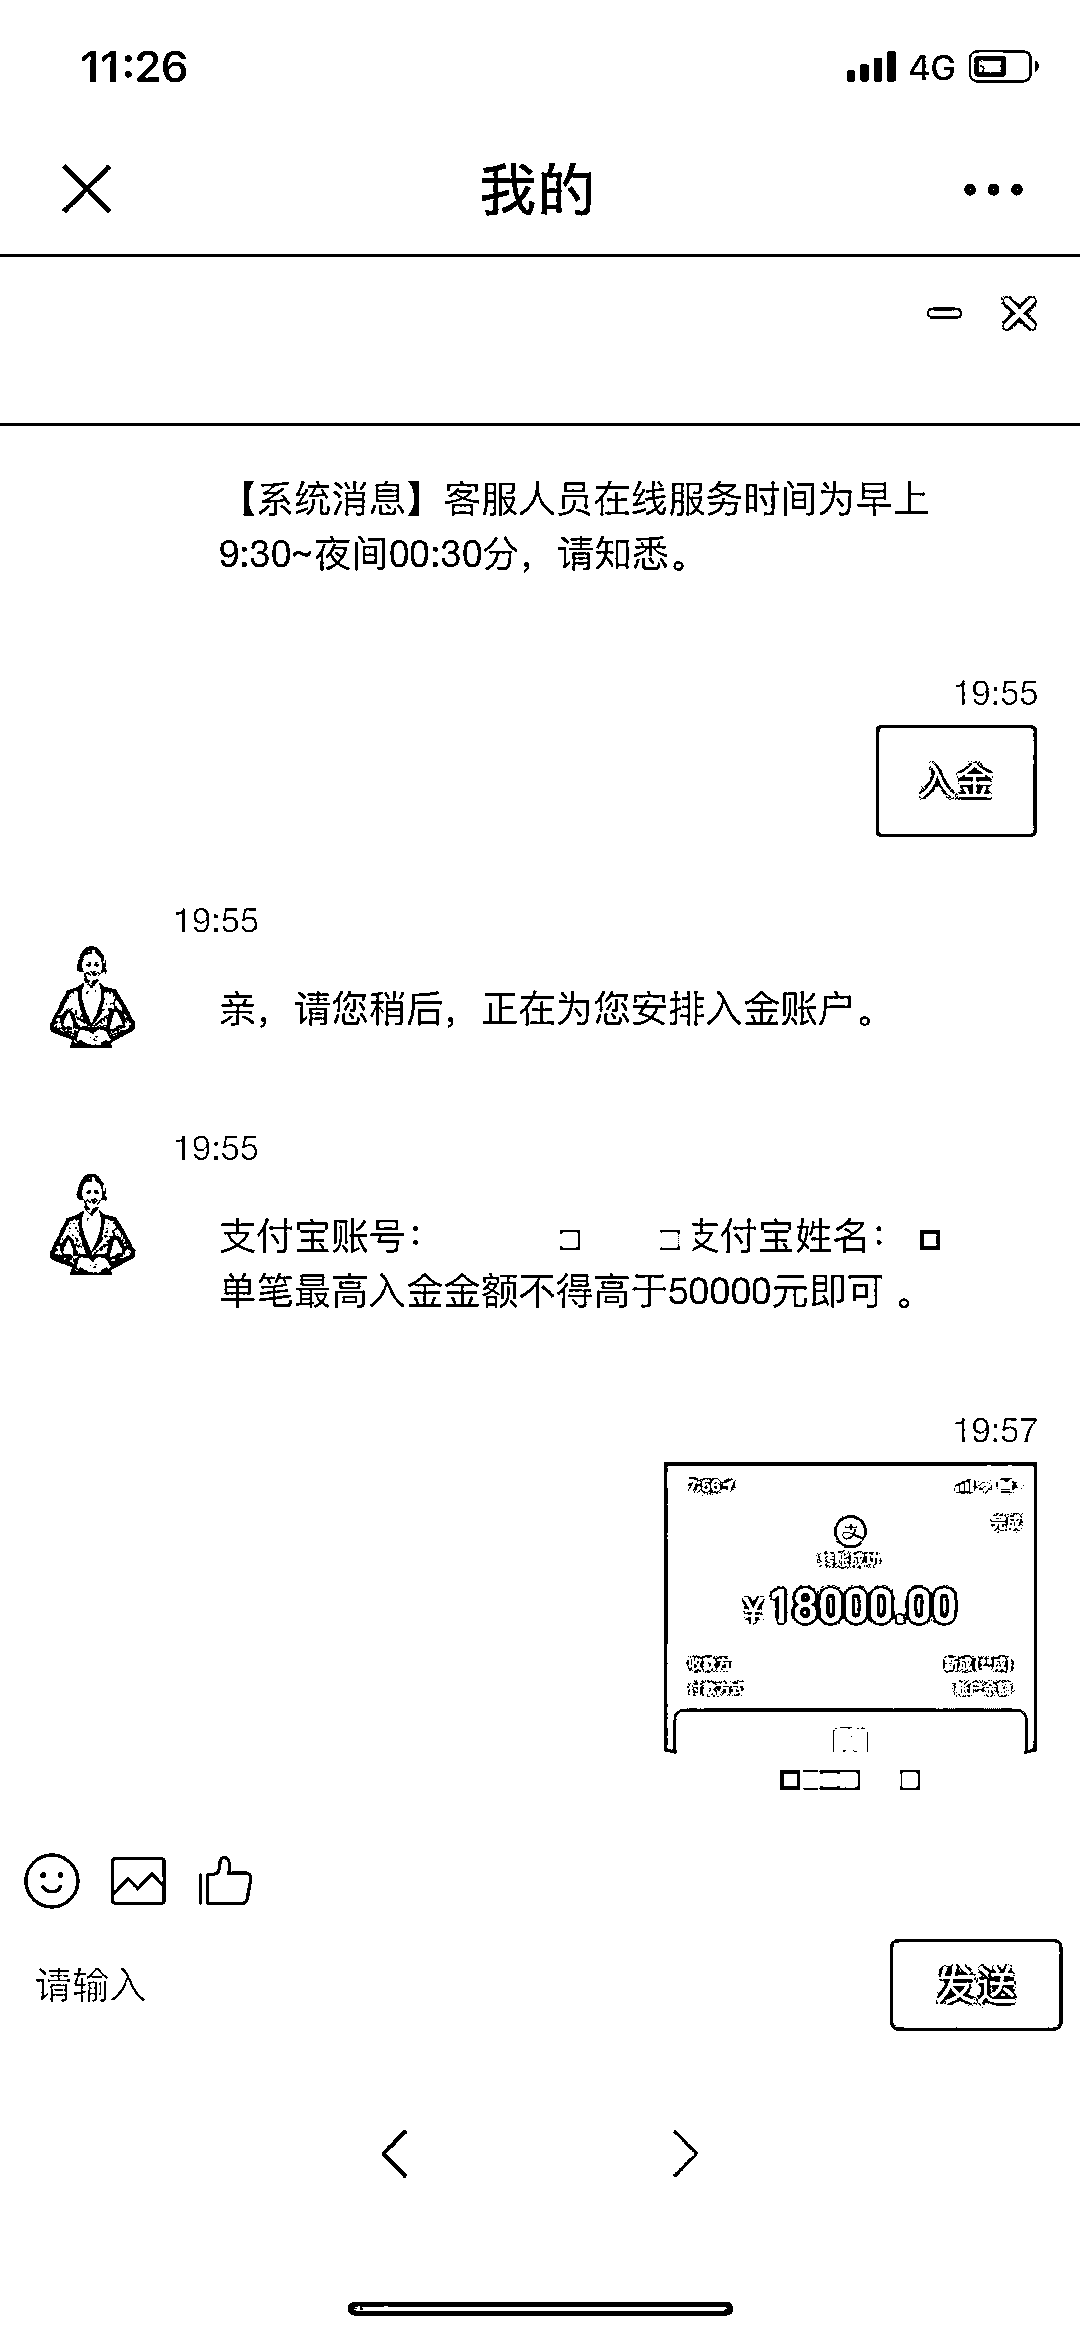 11:26
4G
我的
【系统消息】客服人员在线服务时间为早上
9:30~夜间00:30分，请知悉。
19:55
入金
19:55
亲，请您稍后，正在为您安排入金账户。
19:55
支付宝账号： 支付宝姓名：
单笔最高入金金额不得高于50000元即可 。
19:57
完成
支
转账成功
¥18000.00
收款方
付款方式
账户余额
请输入
发送